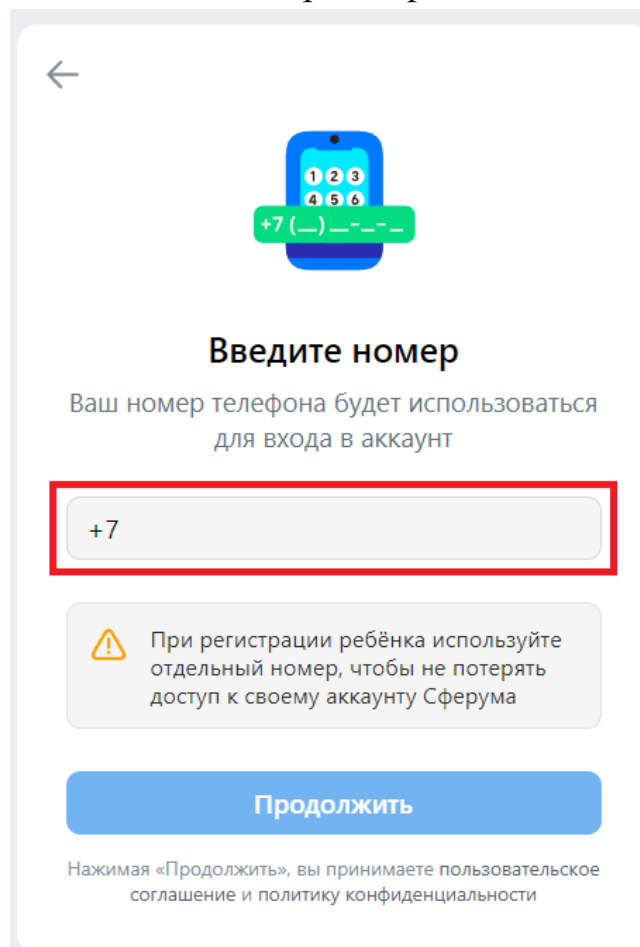 1 2 3
4 5 6
+7 (_) _-_-_
Введите номер
Ваш номер телефона будет использоваться
для входа в аккаунт
+7
При регистрации ребёнка используйте
отдельный номер, чтобы не потерять
доступ к своему аккаунту Сферума
Продолжить
Нажимая «Продолжить», вы принимаете пользовательское
соглашение и политику конфиденциальности